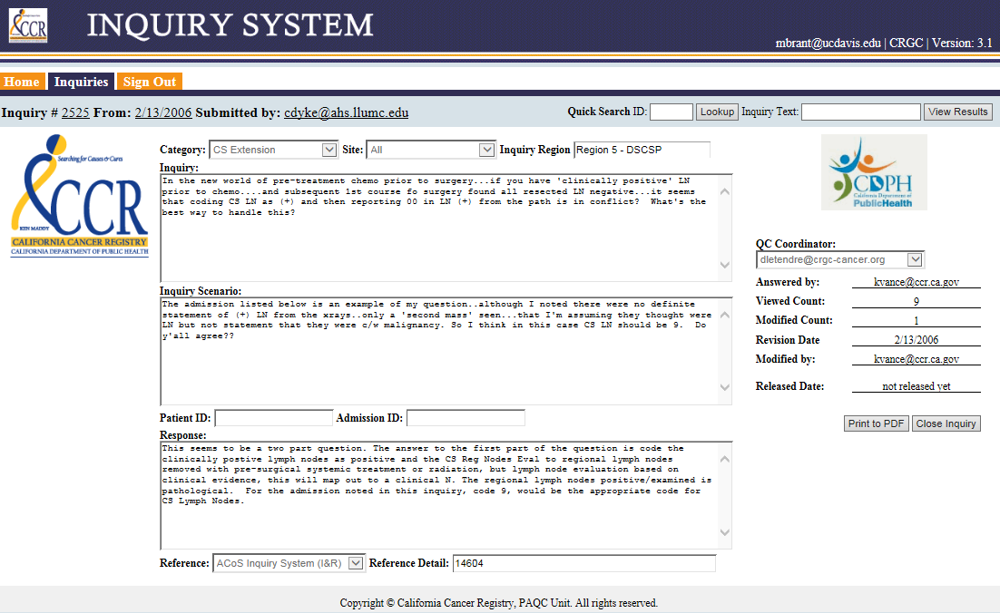 CCR
INQUIRY SYSTEM
mbrant@ucdavis.edu | CRGC | Version: 3.1
Home Inquiries Sign Out
Inquiry # 2525 From: 2/13/2006 Submitted by: cdyke@ahs.llumc.edu
Quick Search ID: Lookup Inquiry Text: View Results
Searching for Causes & Cures
CCR
KEN MADDY
CALIFORNIA CANCER REGISTRY
CALIFORNIA DEPARTMENT OF PUBLIC HEALTH
Category: CS Extension Site: All Inquiry Region Region 5 - DSCSP
Inquiry:
In the new world of pre-treatment chemo prior to surgery...if you have 'clinically positive' LN
prior to chemo....and subsequent 1st course fo surgery found all resected LN negative...it seems
that coding CS LN as (+) and then reporting 00 in LN (+) from the path is in conflict? What's the
best way to handle this?
Inquiry Scenario:
The admission listed below is an example of my question..although I noted there were no definite
statement of (+) LN from the xrays..only a 'second mass' seen...that I'm assuming they thought were
LN but not statement that they were c/w malignancy. So I think in this case CS LN should be 9. Do
y'all agree??
Patient ID: Admission ID:
Response:
This seems to be a two part question. The answer to the first part of the question is code the
clinically postive lymph nodes as positive and the CS Reg Nodes Eval to regional lymph nodes
removed with pre-surgical systemic treatment or radiation, but lymph node evaluation based on
clinical evidence, this will map out to a clinical N. The regional lymph nodes positive/examined is
pathological. For the admission noted in this inquiry, code 9, would be the appropriate code for
CS Lymph Nodes.
Reference: ACoS Inquiry System (I&R) Reference Detail: 14604
CDPH
California Department of
PublicHealth
QC Coordinator:
dletendre@crgc-cancer.org
Answered by: kvance@ccr.ca.gov
Viewed Count: 9
Modified Count: 1
Revision Date 2/13/2006
Modified by: kvance@ccr.ca.gov
Released Date: not released yet
Print to PDF Close Inquiry
Copyright © California Cancer Registry, PAQC Unit. All rights reserved.